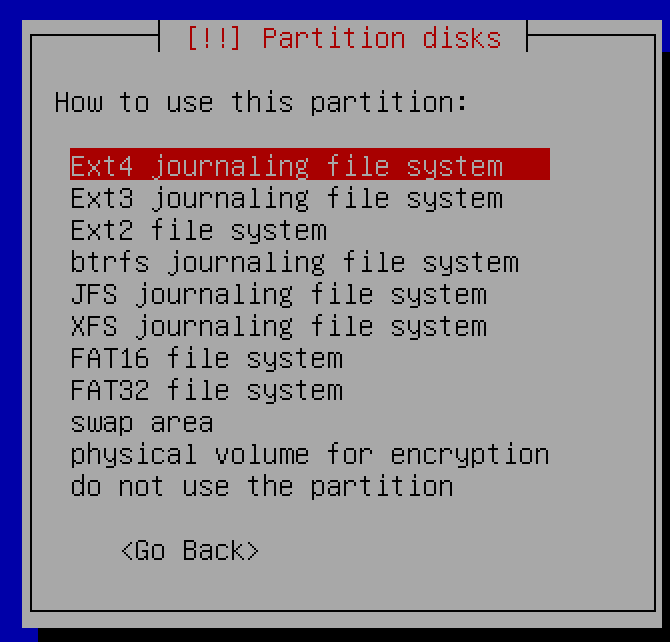 [!!] Partition disks
How to use this partition:
Ext4 journaling file system
Ext3 journaling file system
Ext2 file system
btrfs journaling file system
JFS journaling file system
XFS journaling file system
FAT16 file system
FAT32 file system
swap area
physical volume for encryption
do not use the partition
<Go Back>